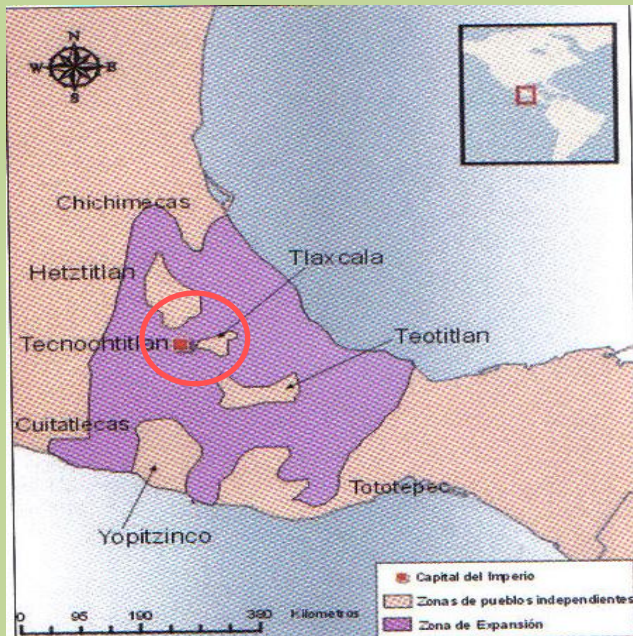 N
W E
S
Chichimecas
Tlaxcala
Hetztitlan
Teotitlan
Tecnochtitlan
Cuitatlecas
Tototepec
Yopitzinco
Capital del Imperio
Zonas de pueblos independientes
Zona de Expansión
0 95 190 380 Kilometros